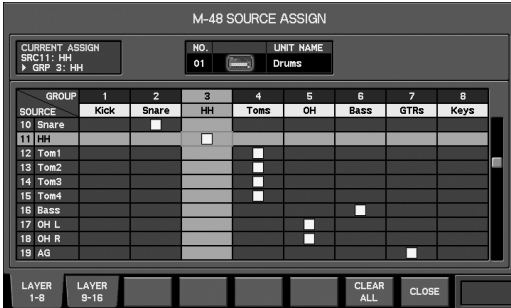 M-48 SOURCE ASSIGN
CURRENT ASSIGN
SRC11: HH
▶ GRP 3: HH
NO. UNIT NAME
01 Drums
GROUP 1 2 3 4 5 6 7 8
SOURCE Kick Snare HH Toms OH Bass GTRs Keys
10 Snare
11 HH
12 Tom1
13 Tom2
14 Tom3
15 Tom4
16 Bass
17 OH L
18 OH R
19 AG
LAYER 1-8 LAYER 9-16 CLEAR ALL CLOSE